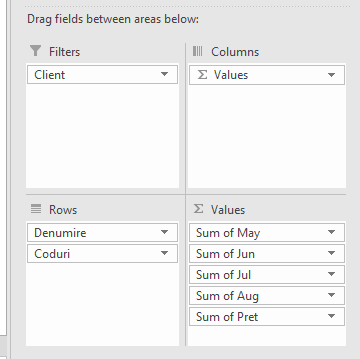 Drag fields between areas below:
Filters
Columns
Client
Σ Values
Rows
Σ Values
Denumire
Coduri
Sum of May
Sum of Jun
Sum of Jul
Sum of Aug
Sum of Pret